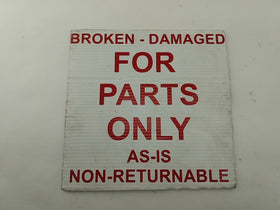 BROKEN - DAMAGED
FOR
PARTS
ONLY
AS-IS
NON-RETURNABLE